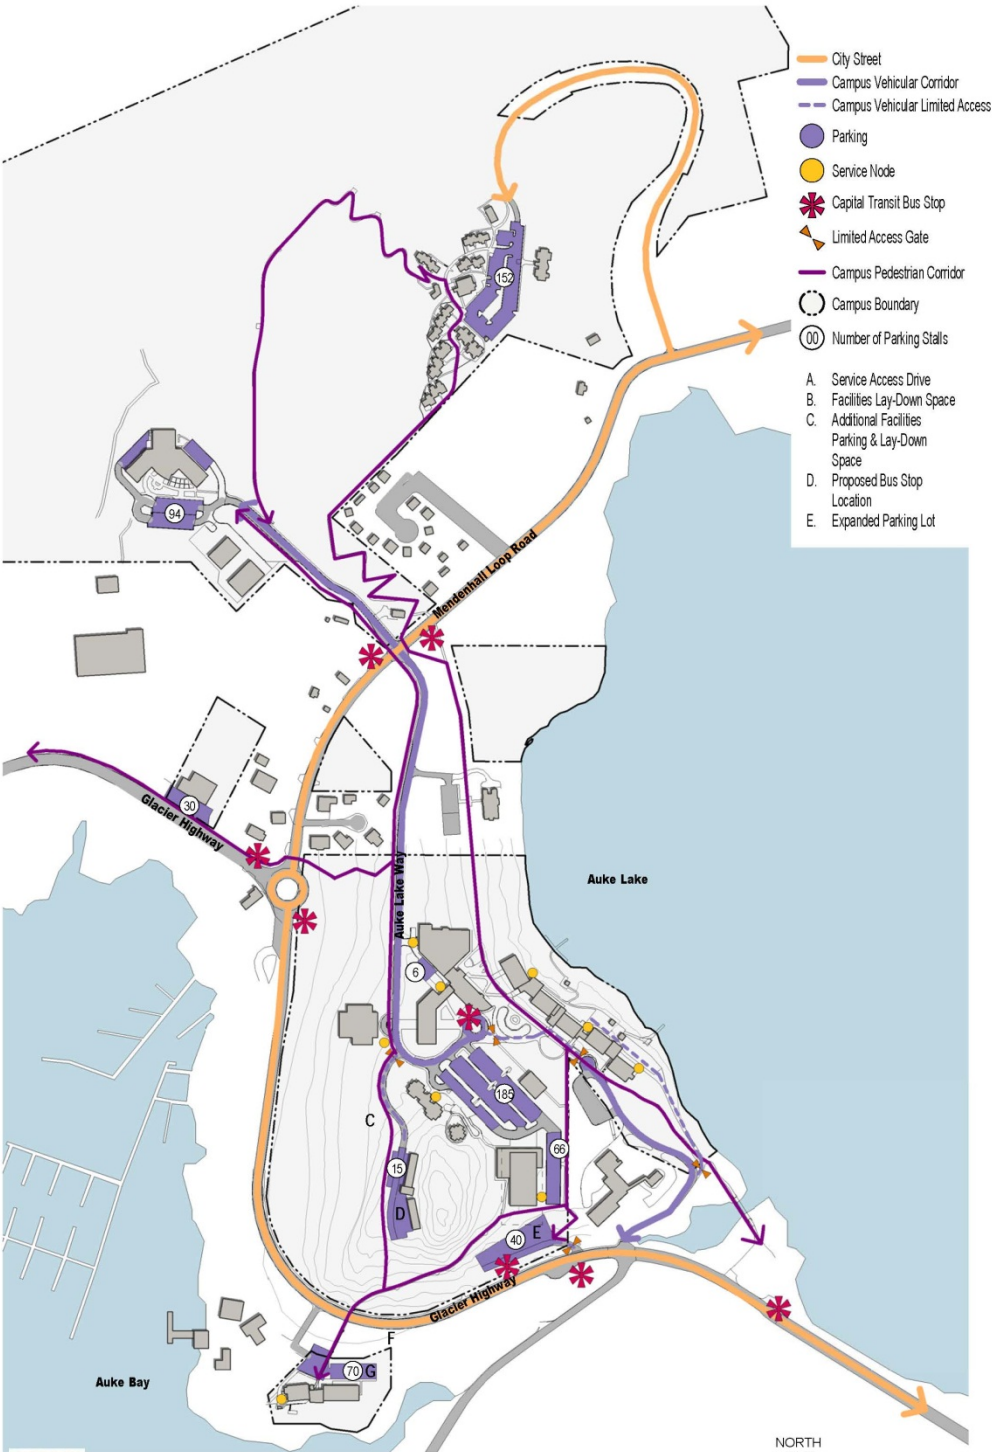 City Street
Campus Vehicular Corridor
Campus Vehicular Limited Access
Parking
Service Node
Capital Transit Bus Stop
Limited Access Gate
Campus Pedestrian Corridor
Campus Boundary
00 Number of Parking Stalls
A. Service Access Drive
B. Facilities Lay-Down Space
C. Additional Facilities
Parking & Lay-Down
Space
D. Proposed Bus Stop
Location
E. Expanded Parking Lot
152
94
Mendenhall Loop Road
30
Glacier Highway
Auke Lake Way
Auke Lake
6
185
C
66
15
D
E
40
Glacier Highway
F
70 G
Auke Bay
NORTH